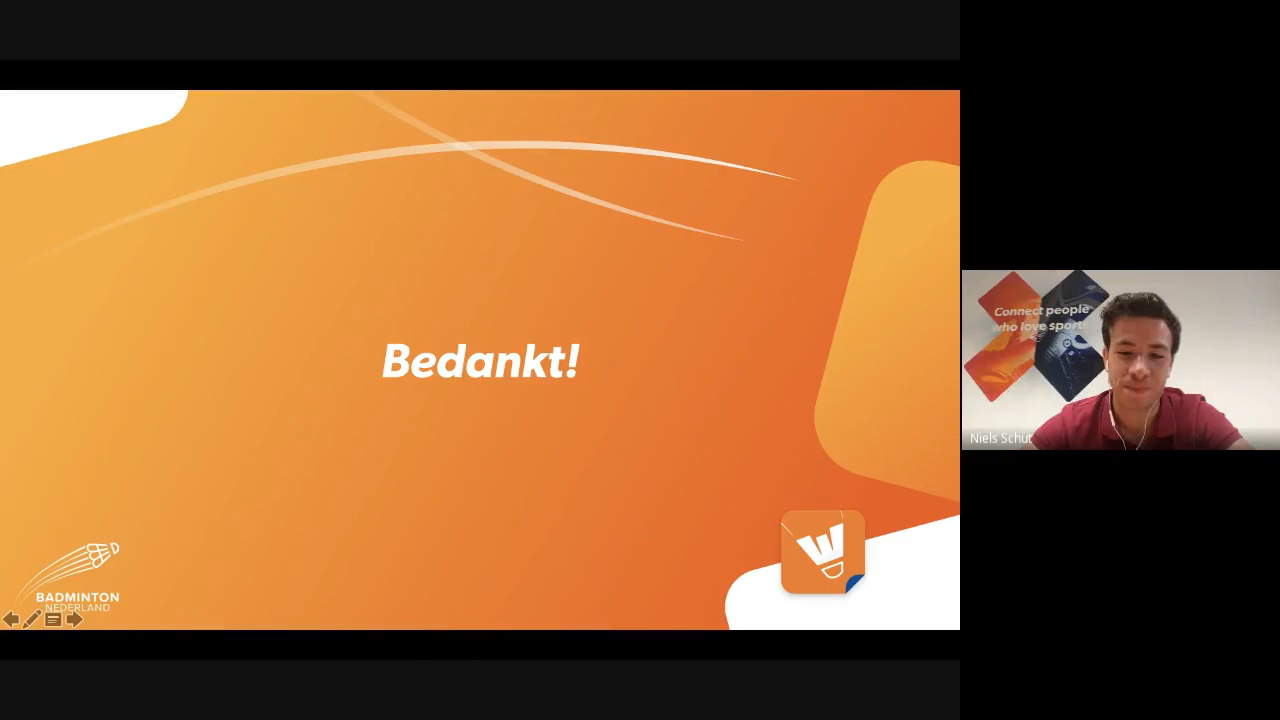 Bedankt!
BADMINTON
NEDERLAND
Connect people
who love sports
Niels Schut